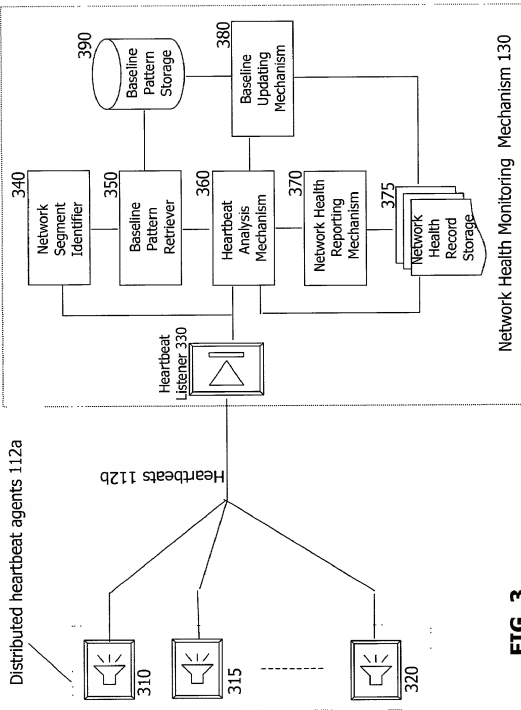 Distributed heartbeat agents 112a
310
315
320
Heartbeats 112b
Heartbeat
Listener 330
340
Network
Segment
Identifier
350
Baseline
Pattern
Retriever
360
Heartbeat
Analysis
Mechanism
370
Network Health
Reporting
Mechanism
375
Network
Health
Record
Storage
380
Baseline
Updating
Mechanism
390
Baseline
Pattern
Storage
Network Health Monitoring Mechanism 130
FIG. 3